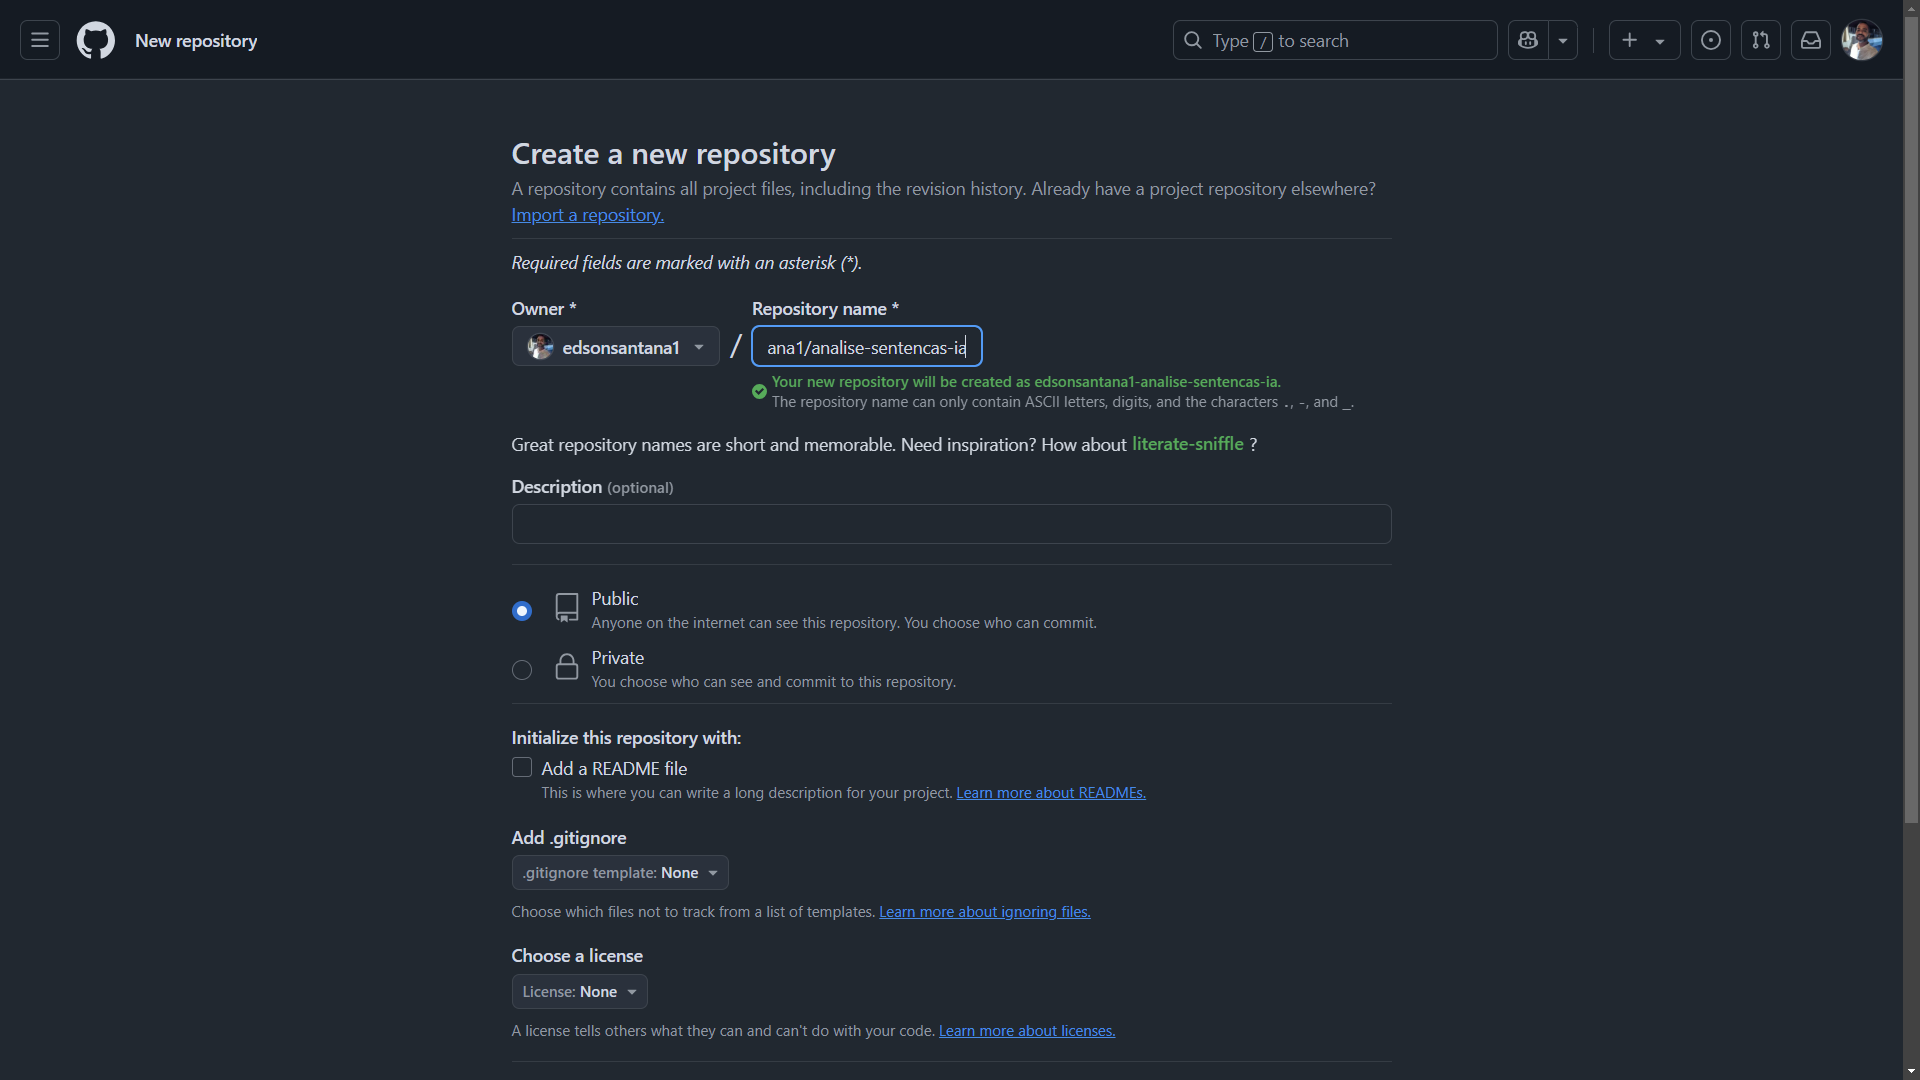 New repository
Type / to search
Create a new repository
A repository contains all project files, including the revision history. Already have a project repository elsewhere?
Import a repository.
Required fields are marked with an asterisk (*).
Owner *
Repository name *
edsonsantana1
/
ana1/analise-sentencas-ia
Your new repository will be created as edsonsantana1-analise-sentencas-ia.
The repository name can only contain ASCII letters, digits, and the characters ., -, and _.
Great repository names are short and memorable. Need inspiration? How about literate-sniffle ?
Description (optional)
Public
Anyone on the internet can see this repository. You choose who can commit.
Private
You choose who can see and commit to this repository.
Initialize this repository with:
Add a README file
This is where you can write a long description for your project. Learn more about READMEs.
Add .gitignore
.gitignore template: None
Choose which files not to track from a list of templates. Learn more about ignoring files.
Choose a license
License: None
A license tells others what they can and can't do with your code. Learn more about licenses.